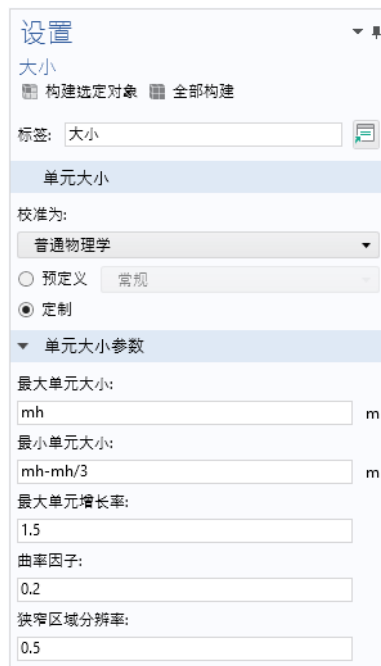 设置
大小
构建选定对象 全部构建
标签: 大小
单元大小
校准为:
普通物理学
预定义 常规
定制
单元大小参数
最大单元大小:
mh m
最小单元大小:
mh-mh/3 m
最大单元增长率:
1.5
曲率因子:
0.2
狭窄区域分辨率:
0.5